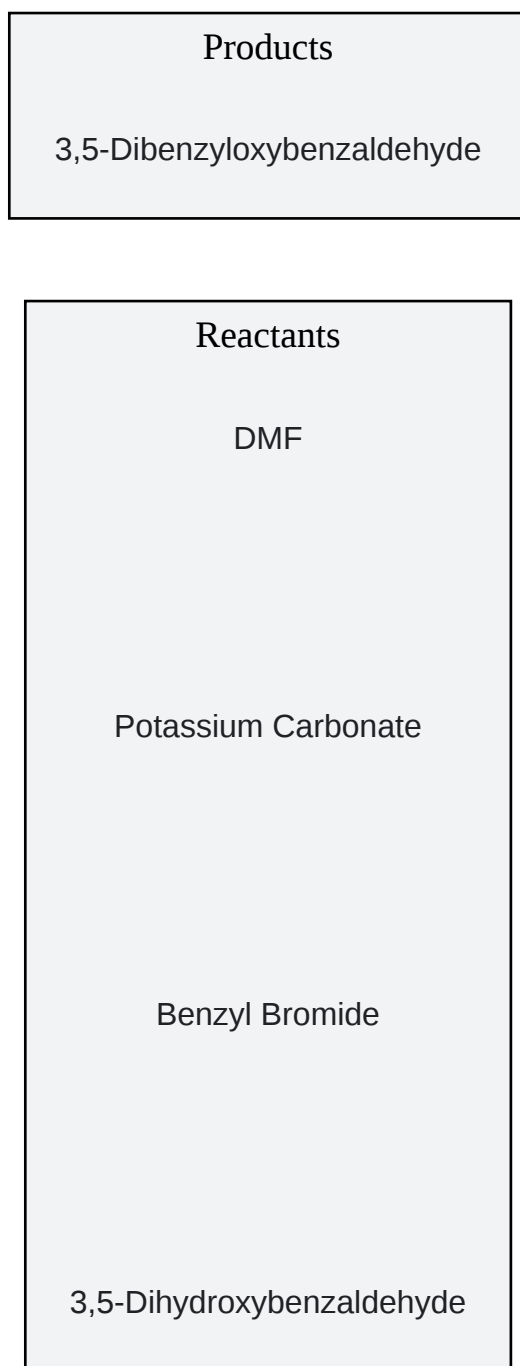 Products
3,5-Dibenzyloxybenzaldehyde
Reactants
DMF
Potassium Carbonate
Benzyl Bromide
3,5-Dihydroxybenzaldehyde